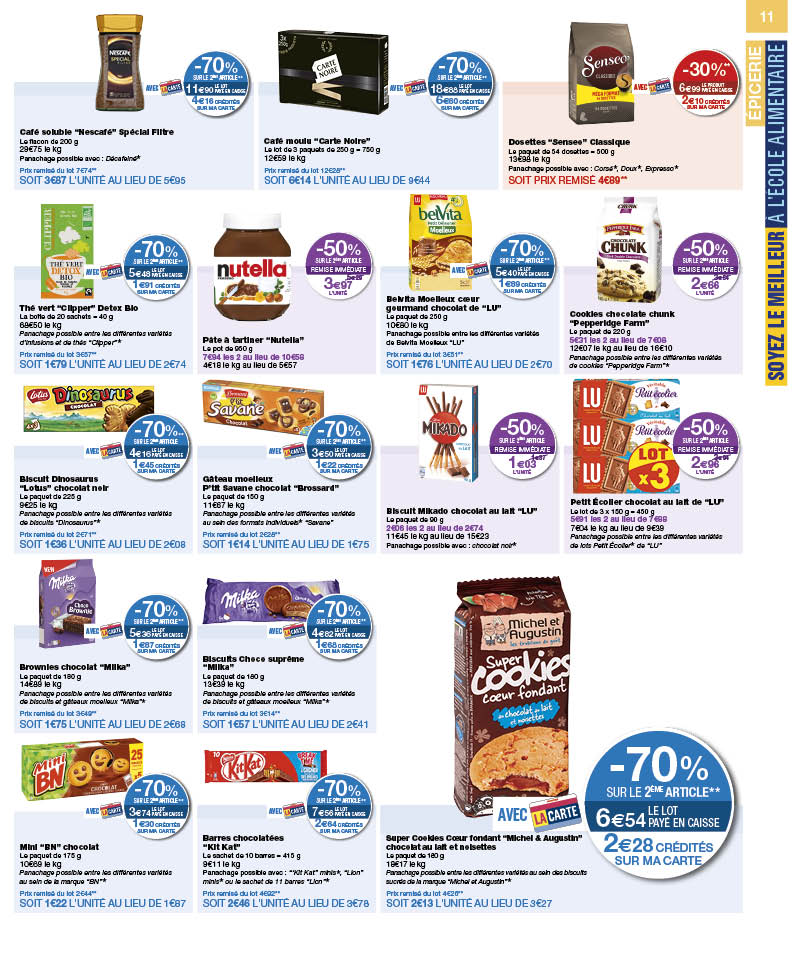 11
ÉPICERIE
SOYEZ LE MEILLEUR À L'ECOLE ALIMENTAIRE
NESCAFÉ
SPECIAL
FILTRE
-70%
SUR LE 2ÈME ARTICLE**
AVEC LA CARTE
11€90 LE LOT PAYÉ EN CAISSE
4€16 CRÉDITÉS
SUR MA CARTE
Café soluble "Nescafé" Spécial Filtre
Le flacon de 200 g
29€75 le kg
Panachage possible avec : Décaféiné*
Prix remisé du lot 7€74**
SOIT 3€87 L'UNITÉ AU LIEU DE 5€95
3x
250g
CARTE
NOIRE
-70%
SUR LE 2ÈME ARTICLE**
AVEC LA CARTE
18€88 LE LOT PAYÉ EN CAISSE
6€60 CRÉDITÉS
SUR MA CARTE
Café moulu "Carte Noire"
Le lot de 3 paquets de 250 g = 750 g
12€59 le kg
Prix remisé du lot 12€28**
SOIT 6€14 L'UNITÉ AU LIEU DE 9€44
Senseo
CLASSIQUE
-30%**
AVEC LA CARTE
6€99 LE PRODUIT PAYÉ EN CAISSE
2€10 CRÉDITÉS
SUR MA CARTE
Dosettes "Senseo" Classique
Le paquet de 54 dosettes = 500 g
13€98 le kg
Panachage possible avec : Corsé*, Doux*, Expresso*
SOIT PRIX REMISÉ 4€89**
CLIPPER
THÉ VERT
DETOX
BIO
-70%
SUR LE 2ÈME ARTICLE**
AVEC LA CARTE
5€48 LE LOT PAYÉ EN CAISSE
1€91 CRÉDITÉS
SUR MA CARTE
Thé vert "Clipper" Detox Bio
La boîte de 20 sachets = 40 g
68€50 le kg
Panachage possible entre les différentes variétés
d'infusions et de thés "Clipper"*
Prix remisé du lot 3€57**
SOIT 1€79 L'UNITÉ AU LIEU DE 2€74
nutella
-50%
SUR LE 2ÈME ARTICLE
REMISE IMMÉDIATE
5€29
3€97
L'UNITÉ
Pâte à tartiner "Nutella"
Le pot de 950 g
7€94 les 2 au lieu de 10€58
4€18 le kg au lieu de 5€57
LU
belVita
Petit Déjeuner
Moelleux
-70%
SUR LE 2ÈME ARTICLE**
AVEC LA CARTE
5€40 LE LOT PAYÉ EN CAISSE
1€89 CRÉDITÉS
SUR MA CARTE
Belvita Moelleux cœur
gourmand chocolat de "LU"
Le paquet de 250 g
10€80 le kg
Panachage possible entre les différentes variétés
de Belvita Moelleux "LU"
Prix remisé du lot 3€51**
SOIT 1€76 L'UNITÉ AU LIEU DE 2€70
CHUNK
PEPPERIDGE FARM
CHOCOLATE
CHUNK
-50%
SUR LE 2ÈME ARTICLE
REMISE IMMÉDIATE
2€66
L'UNITÉ
Cookies chocolate chunk
"Pepperidge Farm"
Le paquet de 220 g
5€31 les 2 au lieu de 7€08
12€07 le kg au lieu de 16€10
Panachage possible entre les différentes variétés
de cookies "Pepperidge Farm"*
Lotus
Dinosaurus
CHOCOLAT
-70%
SUR LE 2ÈME ARTICLE**
AVEC LA CARTE
4€16 LE LOT PAYÉ EN CAISSE
1€45 CRÉDITÉS
SUR MA CARTE
Biscuit Dinosaurus
"Lotus" chocolat noir
Le paquet de 225 g
9€25 le kg
Panachage possible entre les différentes variétés
de biscuits "Dinosaurus"*
Prix remisé du lot 2€71**
SOIT 1€36 L'UNITÉ AU LIEU DE 2€08
Brossard
P'tit
Savane
Chocolat
-70%
SUR LE 2ÈME ARTICLE**
AVEC LA CARTE
3€50 LE LOT PAYÉ EN CAISSE
1€22 CRÉDITÉS
SUR MA CARTE
Gâteau moelleux
P'tit Savane chocolat "Brossard"
Le paquet de 150 g
11€67 le kg
Panachage possible entre les différentes variétés
au sein des formats individuels* "Savane"
Prix remisé du lot 2€28**
SOIT 1€14 L'UNITÉ AU LIEU DE 1€75
LU
MIKADO
-50%
SUR LE 2ÈME ARTICLE
REMISE IMMÉDIATE
1€37
1€03
L'UNITÉ
Biscuit Mikado chocolat au lait "LU"
Le paquet de 90 g
2€06 les 2 au lieu de 2€74
11€45 le kg au lieu de 15€23
Panachage possible avec : chocolat noir*
LU
Véritable
Petit écolier
LU
Petit écolier
LU
LOT
x3
-50%
SUR LE 2ÈME ARTICLE
REMISE IMMÉDIATE
2€96
L'UNITÉ
Petit Écolier chocolat au lait de "LU"
Le lot de 3 x 150 g = 450 g
5€91 les 2 au lieu de 7€88
7€04 le kg au lieu de 9€39
Panachage possible entre les différentes variétés
de lots Petit Écolier* de "LU"
NEW
Milka
Choco
Brownie
-70%
SUR LE 2ÈME ARTICLE**
AVEC LA CARTE
5€36 LE LOT PAYÉ EN CAISSE
1€87 CRÉDITÉS
SUR MA CARTE
Brownies chocolat "Milka"
Le paquet de 180 g
14€89 le kg
Panachage possible entre les différentes variétés
de biscuits et gâteaux moelleux "Milka"*
Prix remisé du lot 3€49**
SOIT 1€75 L'UNITÉ AU LIEU DE 2€68
Milka
-70%
SUR LE 2ÈME ARTICLE**
AVEC LA CARTE
4€82 LE LOT PAYÉ EN CAISSE
1€68 CRÉDITÉS
SUR MA CARTE
Biscuits Choco suprême
"Milka"
Le paquet de 180 g
13€39 le kg
Panachage possible entre les différentes variétés
de biscuits et gâteaux moelleux "Milka"*
Prix remisé du lot 3€14**
SOIT 1€57 L'UNITÉ AU LIEU DE 2€41
Mini BN
CHOCOLAT
25
-70%
SUR LE 2ÈME ARTICLE**
AVEC LA CARTE
3€74 LE LOT PAYÉ EN CAISSE
1€30 CRÉDITÉS
SUR MA CARTE
Mini "BN" chocolat
Le paquet de 175 g
10€69 le kg
Panachage possible entre les différentes variétés
au sein de la marque "BN"*
Prix remisé du lot 2€44**
SOIT 1€22 L'UNITÉ AU LIEU DE 1€87
10
KitKat
-70%
SUR LE 2ÈME ARTICLE**
AVEC LA CARTE
7€56 LE LOT PAYÉ EN CAISSE
2€64 CRÉDITÉS
SUR MA CARTE
Barres chocolatées
"Kit Kat"
Le sachet de 10 barres = 415 g
9€11 le kg
Panachage possible avec : "Kit Kat" minis*, "Lion"
minis* ou le sachet de 11 barres "Lion"*
Prix remisé du lot 4€92**
SOIT 2€46 L'UNITÉ AU LIEU DE 3€78
Michel et
Augustin
les trublions du goût
Super
Cookies
cœur fondant
au chocolat au lait
et noisettes
-70%
SUR LE 2ÈME ARTICLE**
AVEC LA CARTE
6€54 LE LOT PAYÉ EN CAISSE
2€28 CRÉDITÉS
SUR MA CARTE
Super Cookies Cœur fondant "Michel & Augustin"
chocolat au lait et noisettes
Le paquet de 180 g
18€17 le kg
Panachage possible entre les différentes variétés au sein des biscuits
sucrés de la marque "Michel et Augustin"*
Prix remisé du lot 4€26**
SOIT 2€13 L'UNITÉ AU LIEU DE 3€27